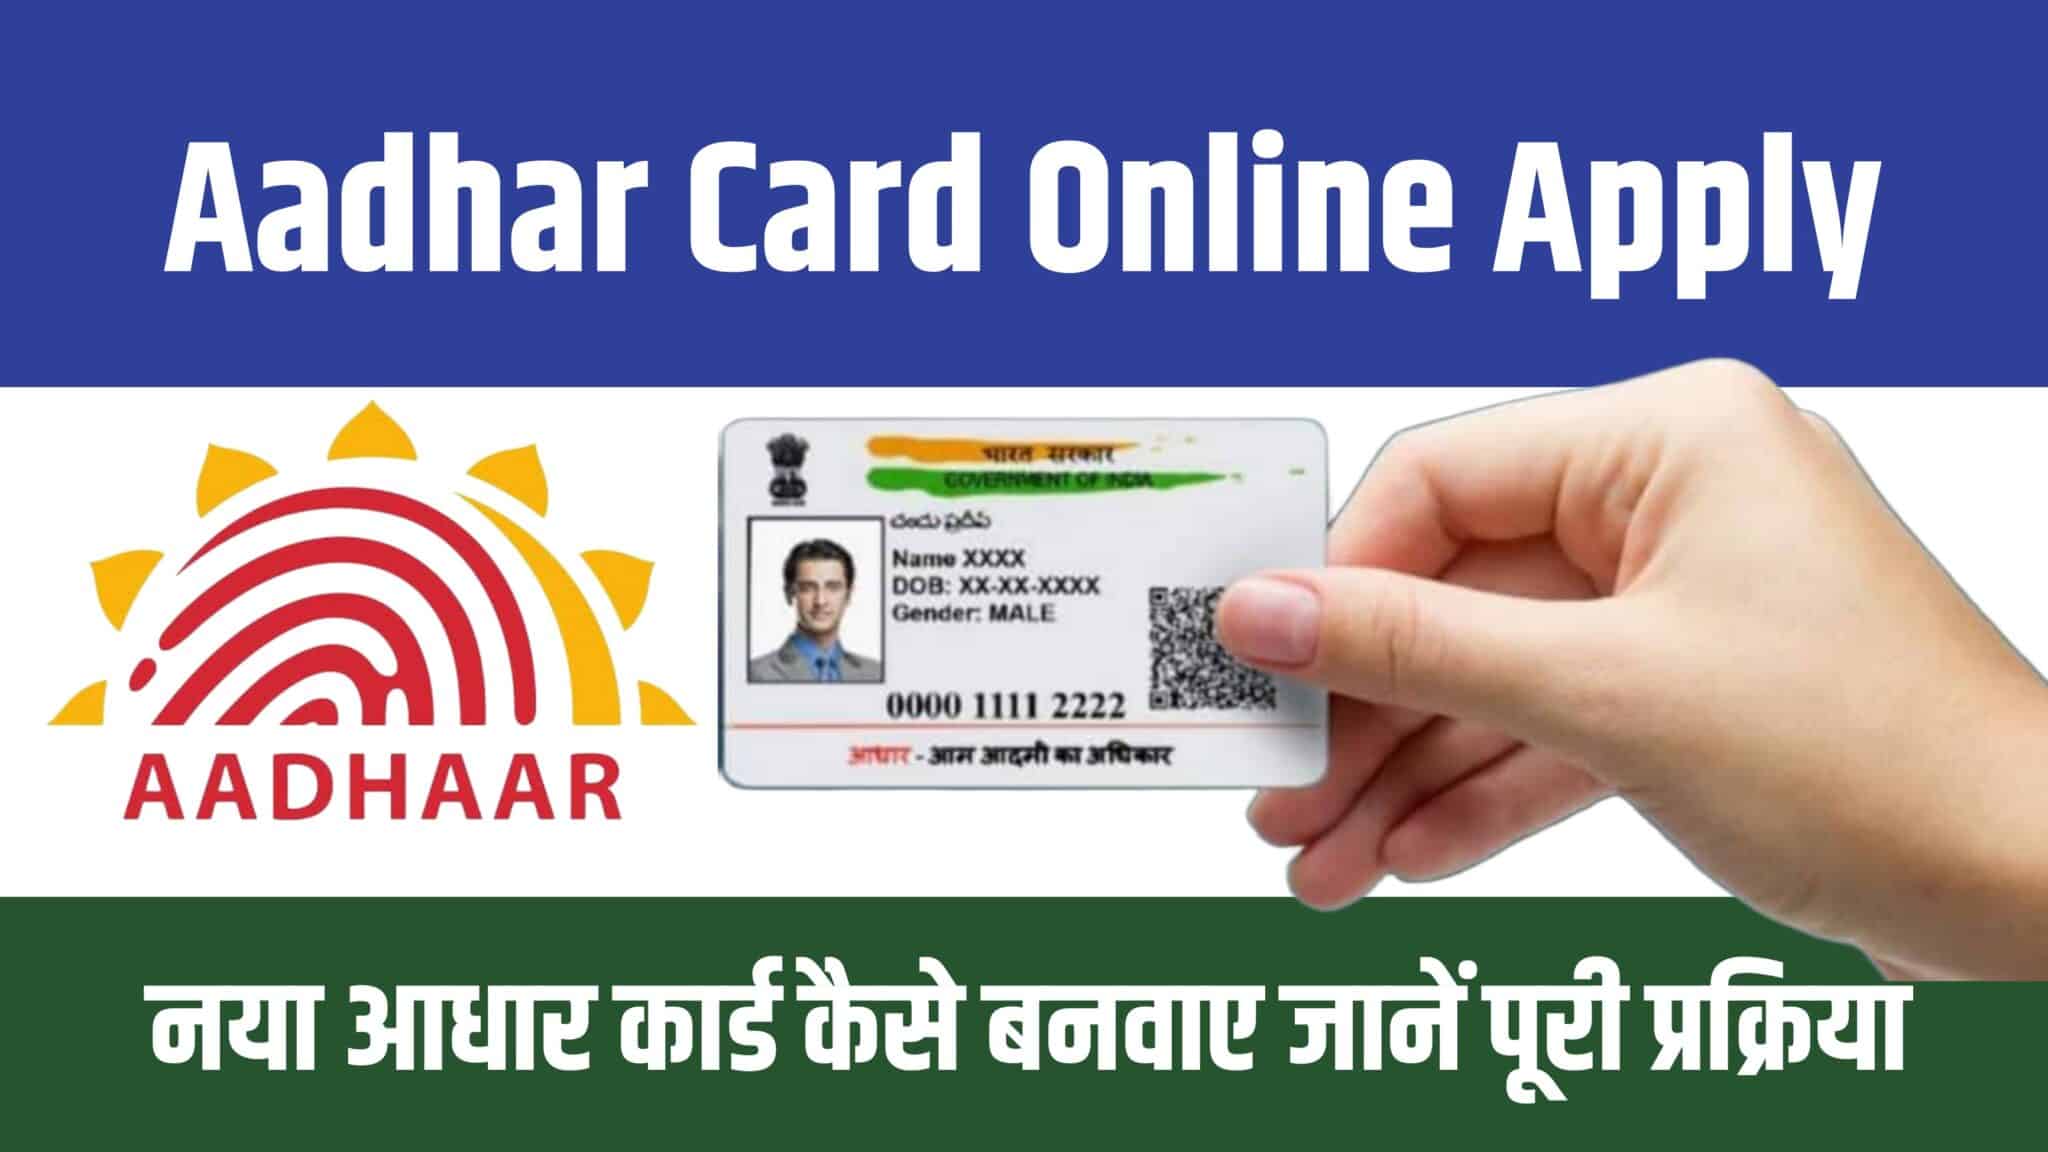 Aadhar Card Online Apply
AADHAAR
भारत सरकार
GOVERNMENT OF INDIA
చందు ప్రదీప్
Name XXXX
DOB: XX-XX-XXXX
Gender: MALE
0000 1111 2222
आधार - आम आदमी का अधिकार
नया आधार कार्ड कैसे बनवाए जानें पूरी प्रक्रिया